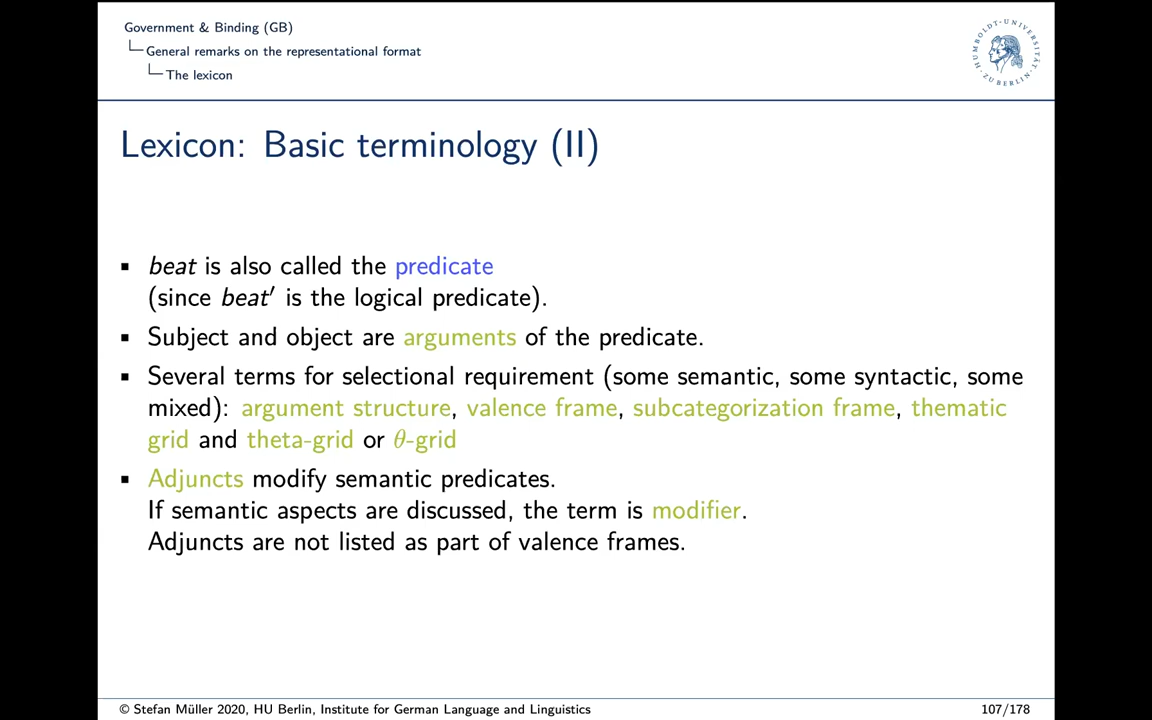 Government & Binding (GB)
General remarks on the representational format
The lexicon
HUMBOLDT-UNIVERSITÄT ZU BERLIN
Lexicon: Basic terminology (II)
▪ beat is also called the predicate
(since beat′ is the logical predicate).
▪ Subject and object are arguments of the predicate.
▪ Several terms for selectional requirement (some semantic, some syntactic, some
mixed): argument structure, valence frame, subcategorization frame, thematic
grid and theta-grid or θ-grid
▪ Adjuncts modify semantic predicates.
If semantic aspects are discussed, the term is modifier.
Adjuncts are not listed as part of valence frames.
© Stefan Müller 2020, HU Berlin, Institute for German Language and Linguistics
107/178